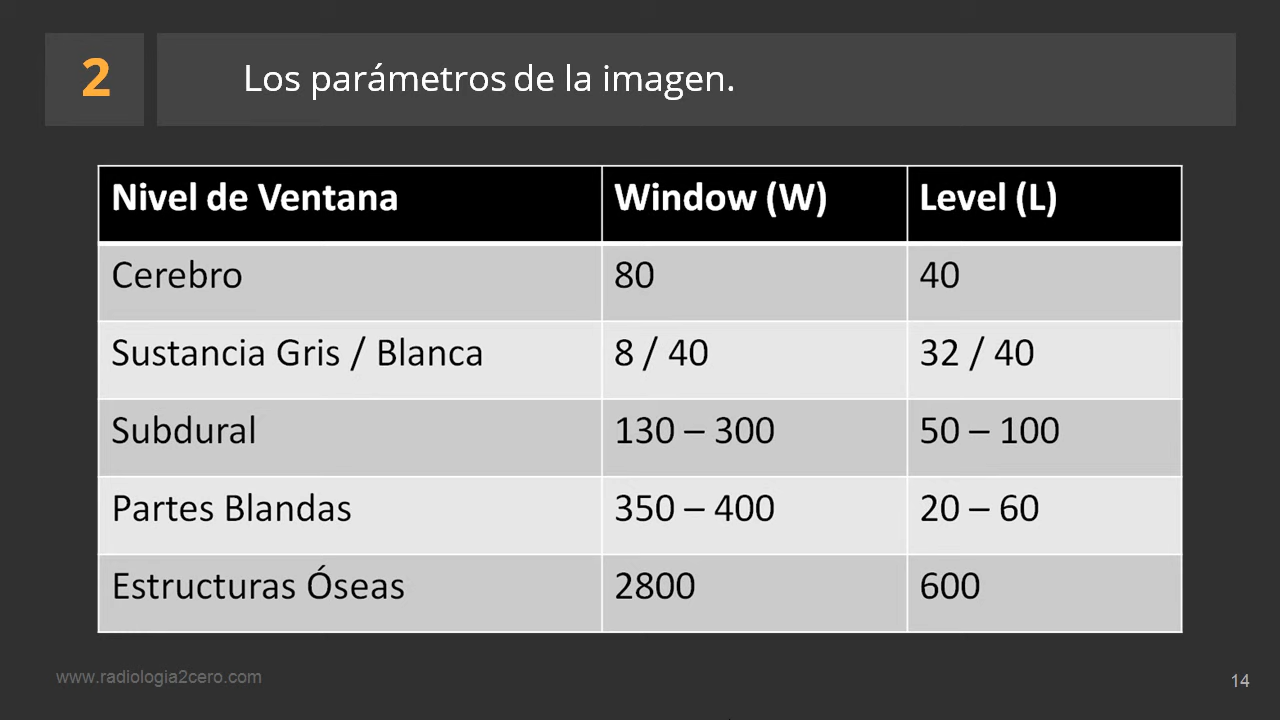 2
Los parámetros de la imagen.
Nivel de Ventana Window (W) Level (L)
Cerebro 80 40
Sustancia Gris / Blanca 8 / 40 32 / 40
Subdural 130 – 300 50 – 100
Partes Blandas 350 – 400 20 – 60
Estructuras Óseas 2800 600
www.radiologia2cero.com
14